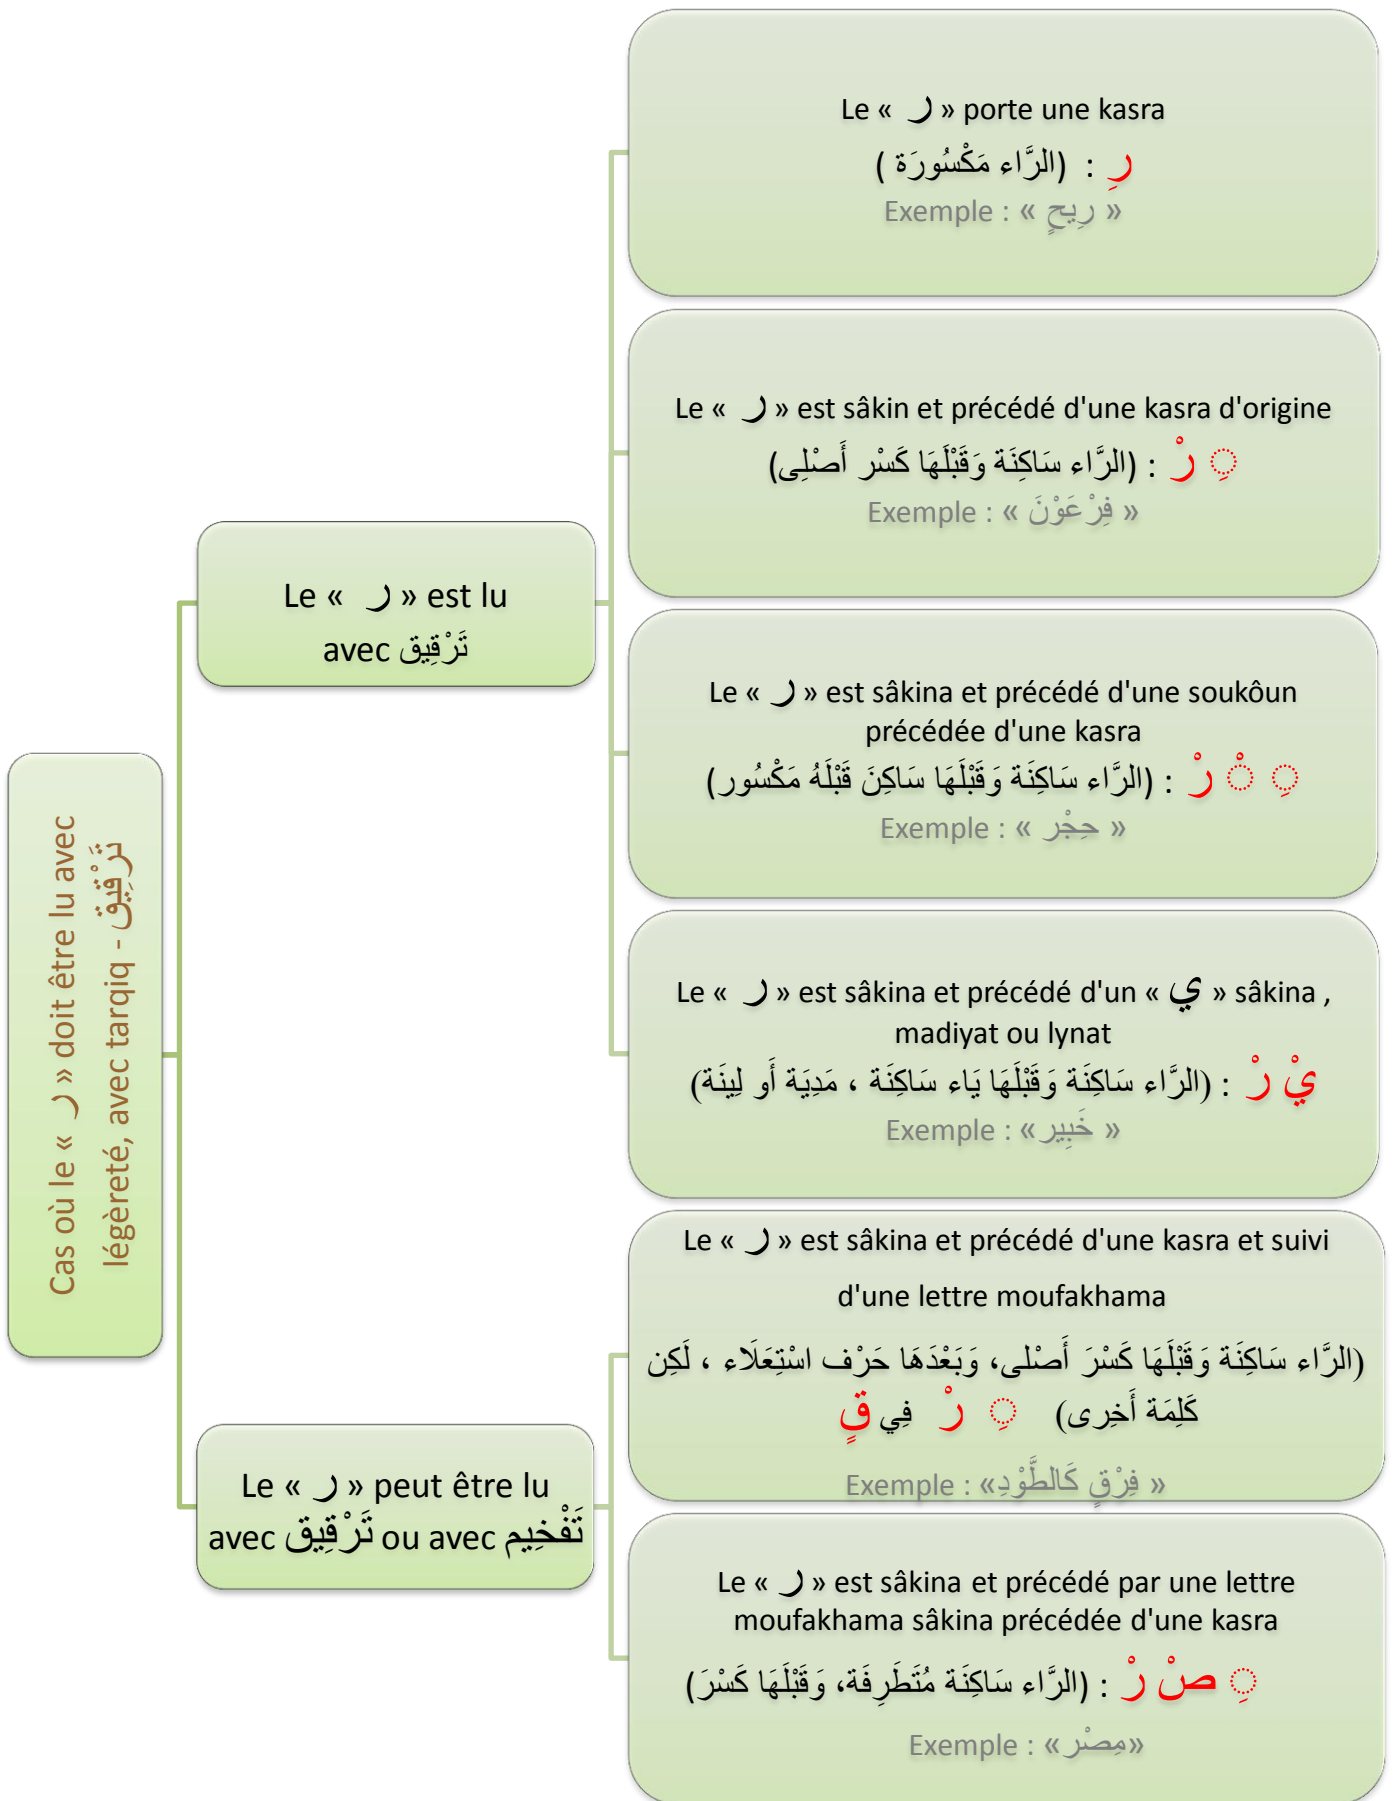 Cas où le « ر » doit être lu avec
légèreté, avec tarqiq - تَرْقِيق
Le « ر » est lu
avec تَرْقِيق
Le « ر » porte une kasra
رِ : (الرَّاء مَكْسُورَة )
Exemple : « رِيحٍ »
Le « ر » est sâkin et précédé d'une kasra d'origine
◌ِ رْ : (الرَّاء سَاكِنَة وَقَبْلَهَا كَسْر أَصْلِى)
Exemple : « فِرْعَوْنَ »
Le « ر » est sâkina et précédé d'une soukôun
précédée d'une kasra
◌ِ ◌ْ رْ : (الرَّاء سَاكِنَة وَقَبْلَهَا سَاكِنَ قَبْلَهُ مَكْسُور)
Exemple : « حِجْر »
Le « ر » est sâkina et précédé d'un « ي » sâkina ,
madiyat ou lynat
يْ رْ : (الرَّاء سَاكِنَة وَقَبْلَهَا يَاء سَاكِنَة ، مَدِيَة أَو لِينَة)
Exemple : « خَبِير »
Le « ر » peut être lu
avec تَرْقِيق ou avec تَفْخِيم
Le « ر » est sâkina et précédé d'une kasra et suivi
d'une lettre moufakhama
(الرَّاء سَاكِنَة وَقَبْلَهَا كَسْرَ أَصْلى، وَبَعْدَهَا حَرْف اسْتِعَلَاء ، لَكِن
كَلِمَة أَخِرى) ◌ِ رْ فِي قٍ
Exemple : « فِرْقٍ كَالطَّوْدِ »
Le « ر » est sâkina et précédé par une lettre
moufakhama sâkina précédée d'une kasra
◌ِ صْ رْ : (الرَّاء سَاكِنَة مُتَطَرِفَة، وَقَبْلَهَا كَسْرَ)
Exemple : « مِصْر»